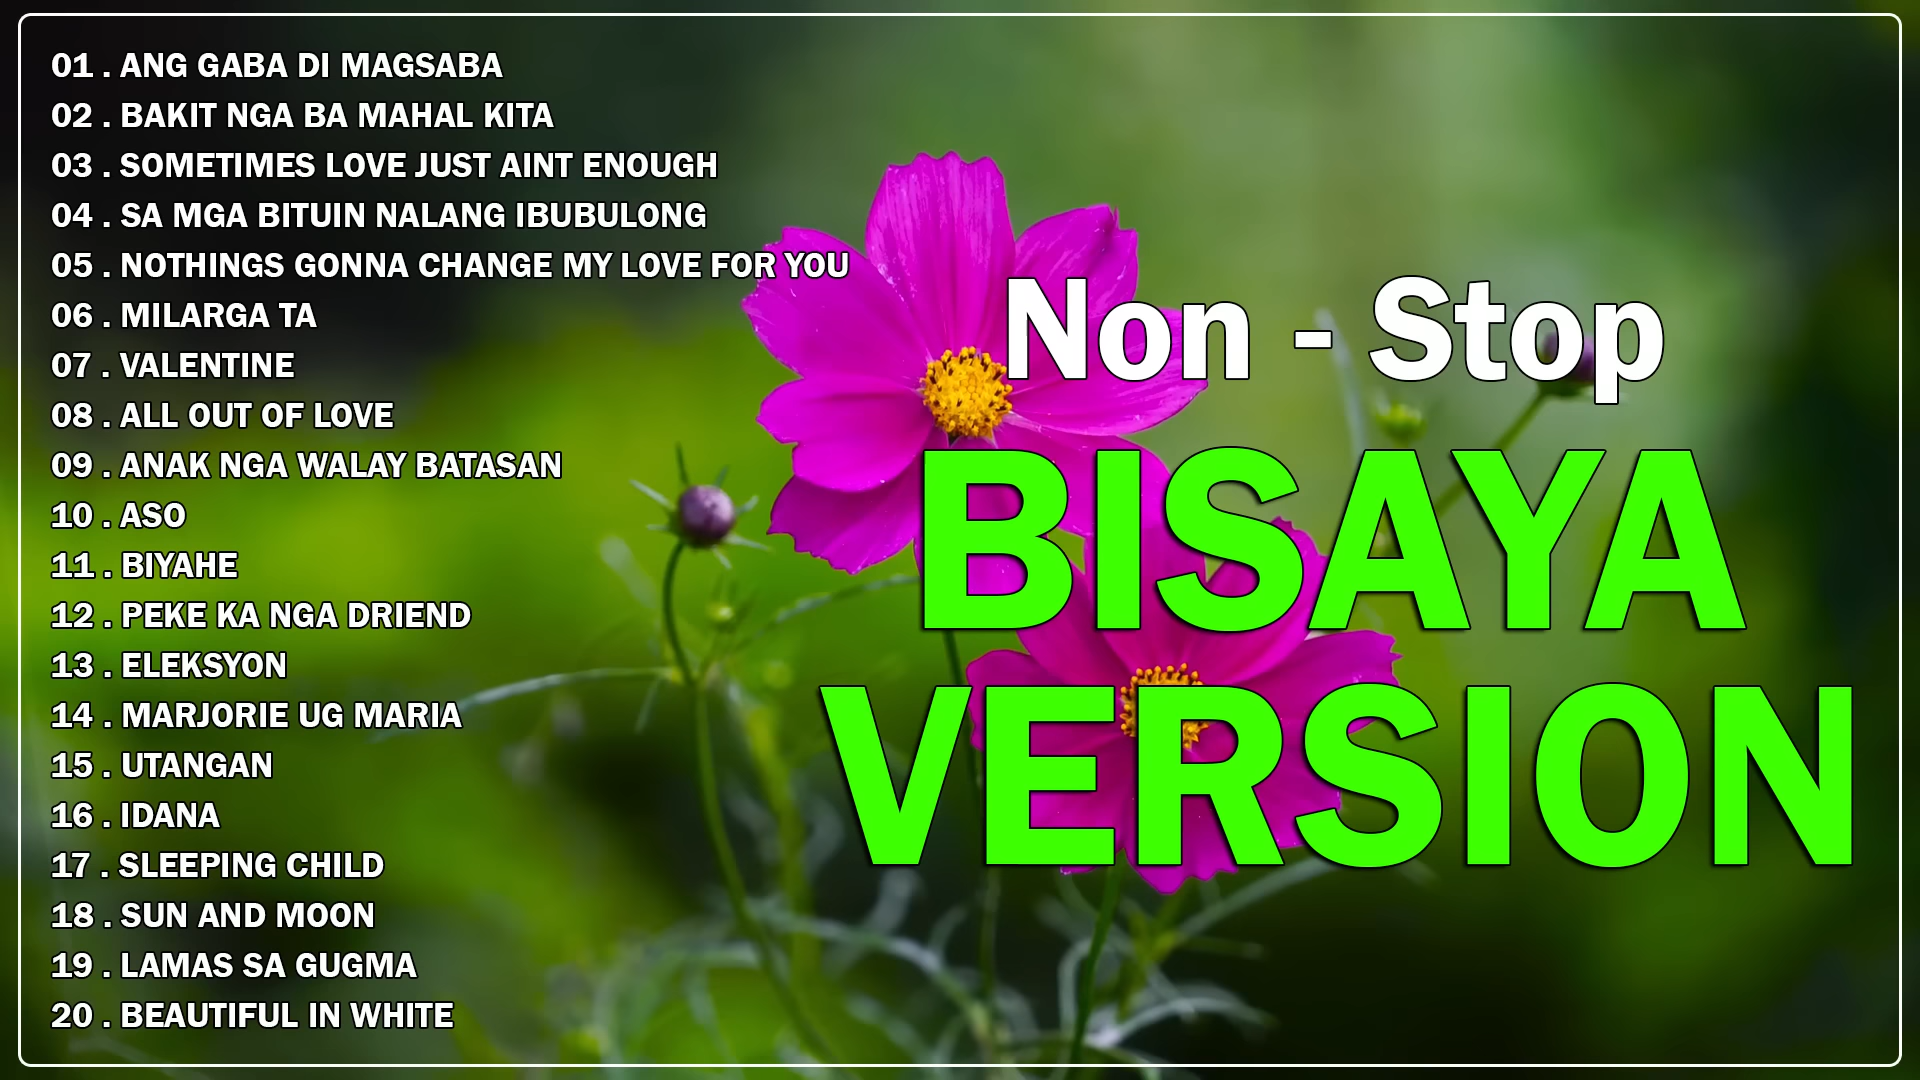 01 . ANG GABA DI MAGSABA
02 . BAKIT NGA BA MAHAL KITA
03 . SOMETIMES LOVE JUST AINT ENOUGH
04 . SA MGA BITUIN NALANG IBUBULONG
05 . NOTHINGS GONNA CHANGE MY LOVE FOR YOU
06 . MILARGA TA
07 . VALENTINE
08 . ALL OUT OF LOVE
09 . ANAK NGA WALAY BATASAN
10 . ASO
11 . BIYAHE
12 . PEKE KA NGA DRIEND
13 . ELEKSYON
14 . MARJORIE UG MARIA
15 . UTANGAN
16 . IDANA
17 . SLEEPING CHILD
18 . SUN AND MOON
19 . LAMAS SA GUGMA
20 . BEAUTIFUL IN WHITE
Non - Stop
BISAYA
VERSION